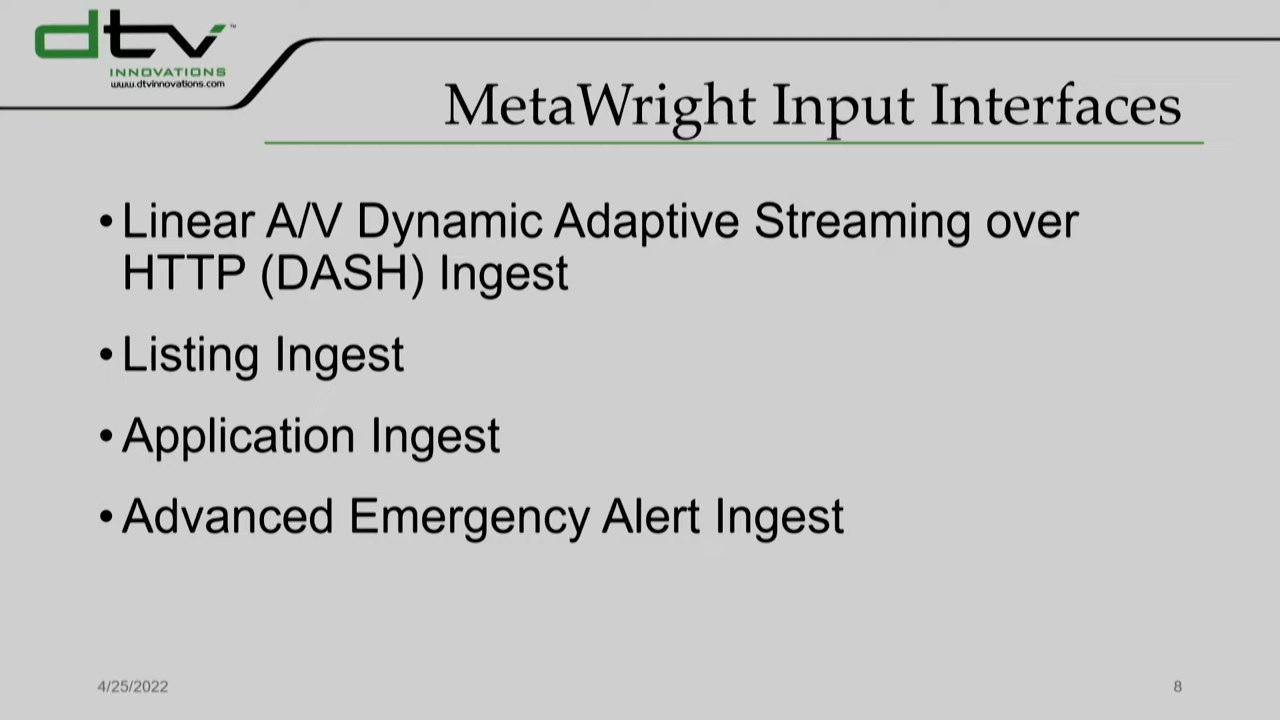 dtv™
INNOVATIONS
www.dtvinnovations.com
MetaWright Input Interfaces
•Linear A/V Dynamic Adaptive Streaming over
HTTP (DASH) Ingest
•Listing Ingest
•Application Ingest
•Advanced Emergency Alert Ingest
4/25/2022
8